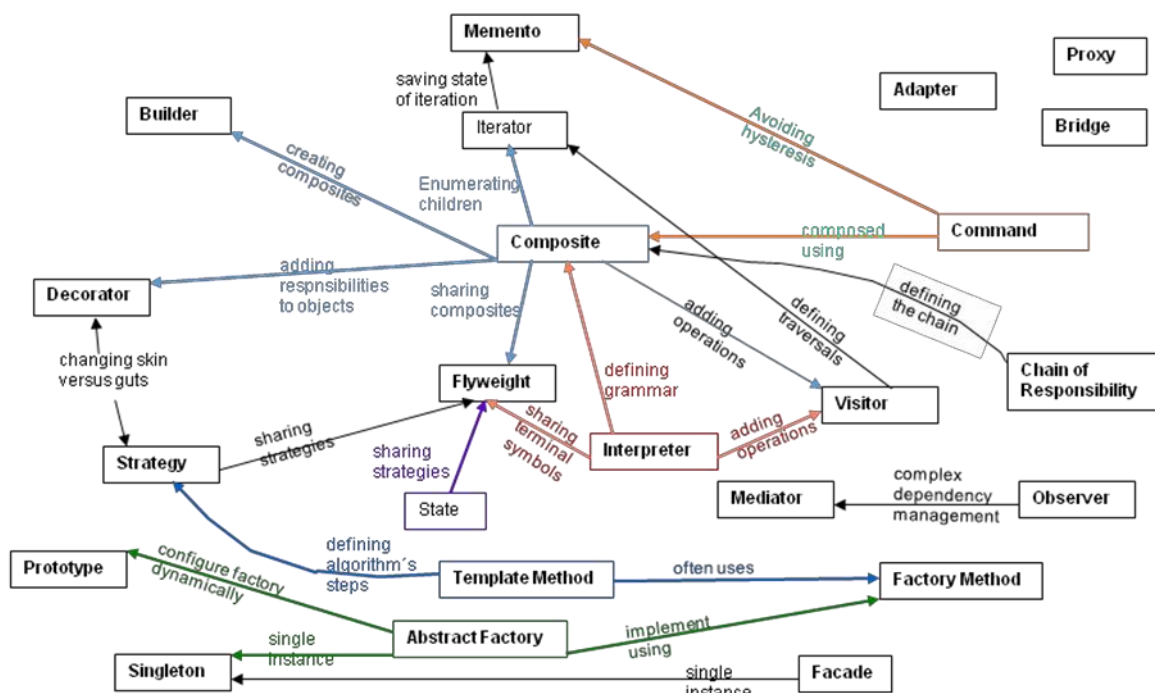 Memento
Proxy
saving state
of iteration
Adapter
Builder
Iterator
Avoiding
hysteresis
Bridge
creating
composites
Enumerating
children
Composite
composed
using
Command
adding
respnsibilities
to objects
Decorator
sharing
composites
adding
operations
defining
traversals
defining
the chain
changing skin
versus guts
Flyweight
defining
grammar
Visitor
Chain of
Responsibility
sharing
strategies
Strategy
sharing
strategies
sharing
terminal
symbols
Interpreter
adding
operations
State
Mediator
complex
dependency
management
Observer
Prototype
configure factory
dynamically
defining
algorithm´s
steps
Template Method
often uses
Factory Method
single
Instance
Abstract Factory
implement
using
Singleton
single
instance
Facade